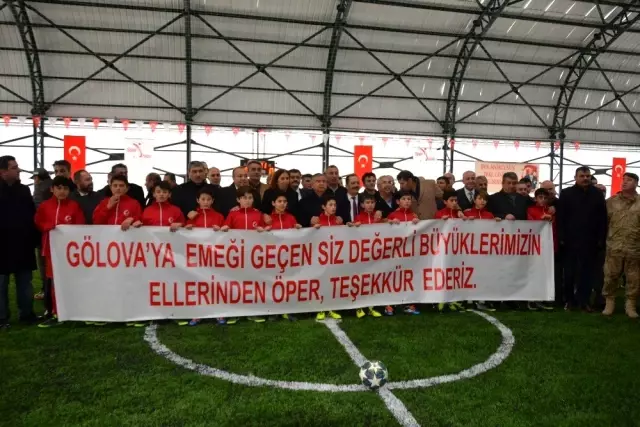 GÖLOVA'YA EMEĞİ GEÇEN SİZ DEĞERLİ BÜYÜKLERİMİZİN
ELLERİNDEN ÖPER, TEŞEKKÜR EDERİZ.